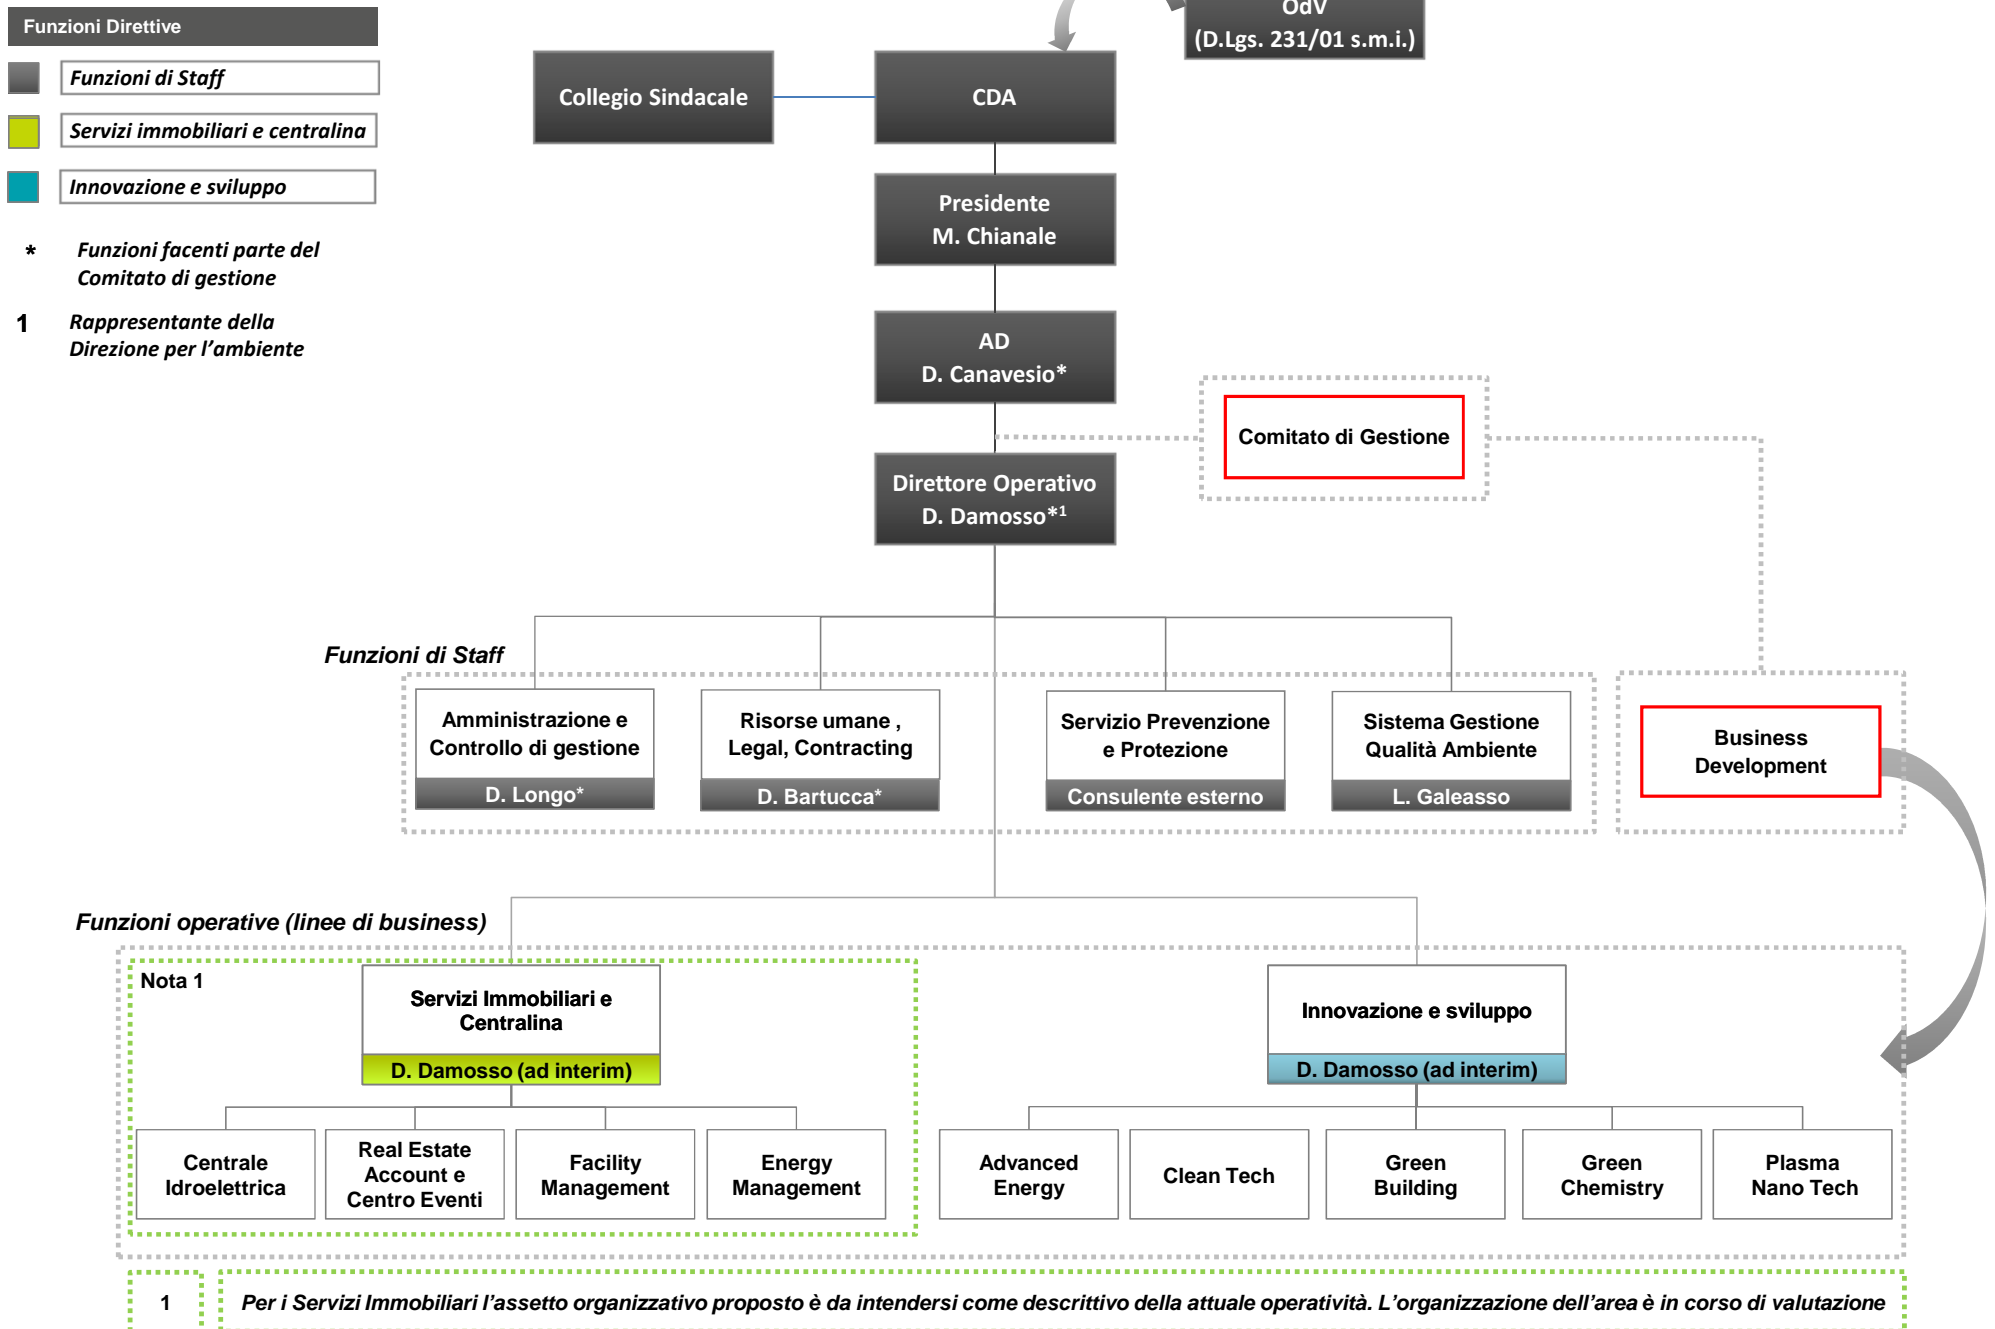 Funzioni Direttive
Funzioni di Staff
Servizi immobiliari e centralina
Innovazione e sviluppo
* Funzioni facenti parte del
Comitato di gestione
1 Rappresentante della
Direzione per l'ambiente
OdV
(D.Lgs. 231/01 s.m.i.)
Collegio Sindacale
CDA
Presidente
M. Chianale
AD
D. Canavesio*
Comitato di Gestione
Direttore Operativo
D. Damosso*1
Funzioni di Staff
Amministrazione e
Controllo di gestione
D. Longo*
Risorse umane ,
Legal, Contracting
D. Bartucca*
Servizio Prevenzione
e Protezione
Consulente esterno
Sistema Gestione
Qualità Ambiente
L. Galeasso
Business
Development
Funzioni operative (linee di business)
Nota 1
Servizi Immobiliari e
Centralina
D. Damosso (ad interim)
Innovazione e sviluppo
D. Damosso (ad interim)
Centrale
Idroelettrica
Real Estate
Account e
Centro Eventi
Facility
Management
Energy
Management
Advanced
Energy
Clean Tech
Green
Building
Green
Chemistry
Plasma
Nano Tech
1
Per i Servizi Immobiliari l'assetto organizzativo proposto è da intendersi come descrittivo della attuale operatività. L'organizzazione dell'area è in corso di valutazione